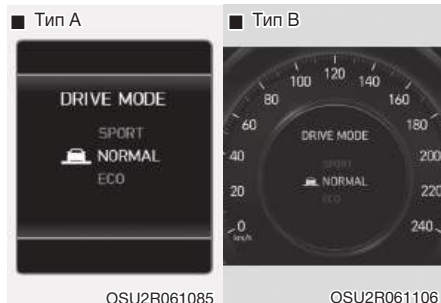 ■ Тип A
DRIVE MODE
SPORT
NORMAL
ECO
OSU2R061085
■ Тип B
0
20
40
60
80
100
120
140
160
180
200
220
240
km/h
DRIVE MODE
SPORT
NORMAL
ECO
OSU2R061106